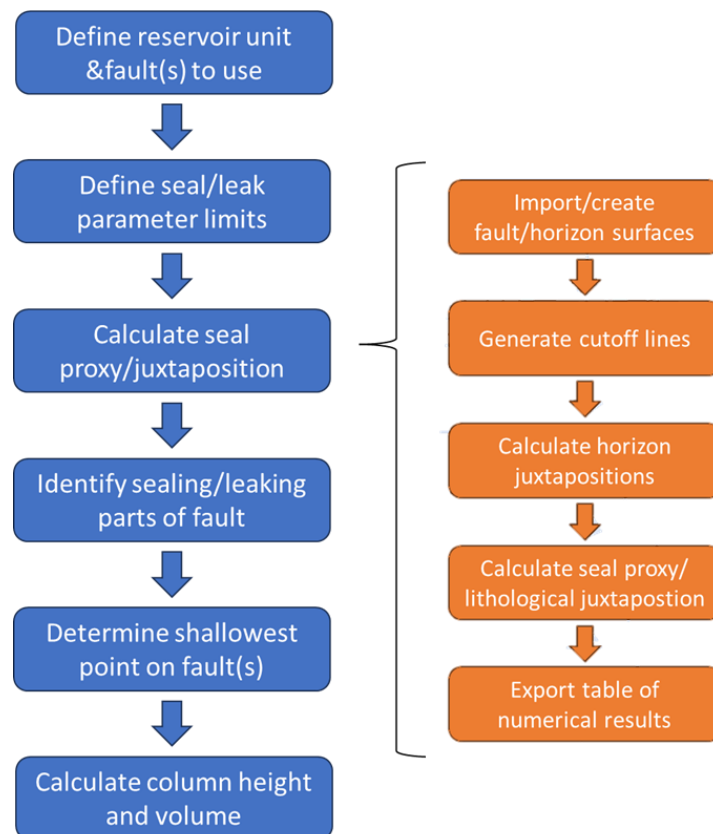 Define reservoir unit
&fault(s) to use
Define seal/leak
parameter limits
Calculate seal
proxy/juxtaposition
Identify sealing/leaking
parts of fault
Determine shallowest
point on fault(s)
Calculate column height
and volume
Import/create
fault/horizon surfaces
Generate cutoff lines
Calculate horizon
juxtapositions
Calculate seal proxy/
lithological juxtapostion
Export table of
numerical results